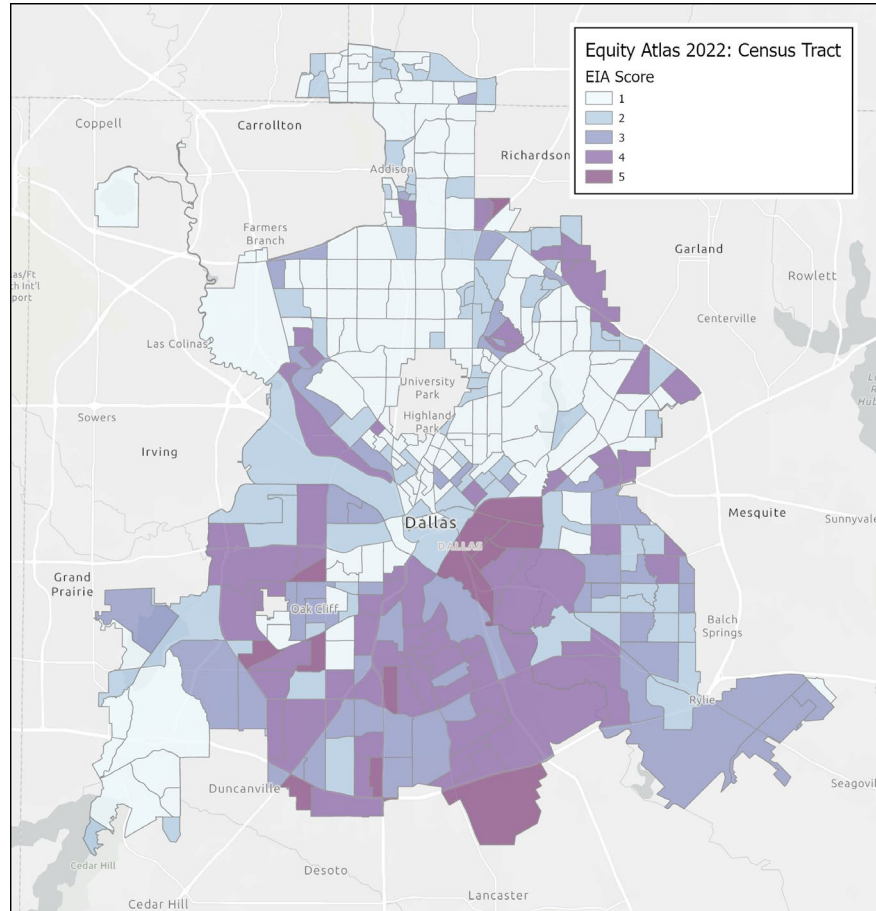 Equity Atlas 2022: Census Tract
EIA Score
1
2
3
4
5
Coppell
Carrollton
Addison
Richardson
Farmers
Branch
Garland
Rowlett
Centerville
Las Colinas
University
Park
Highland
Park
Sowers
Irving
Dallas
DALLAS
Mesquite
Sunnyvale
Grand
Prairie
Oak Cliff
Balch
Springs
Rylie
Duncanville
Seagoville
Cedar Hill
Desoto
Lancaster
Cedar Hill